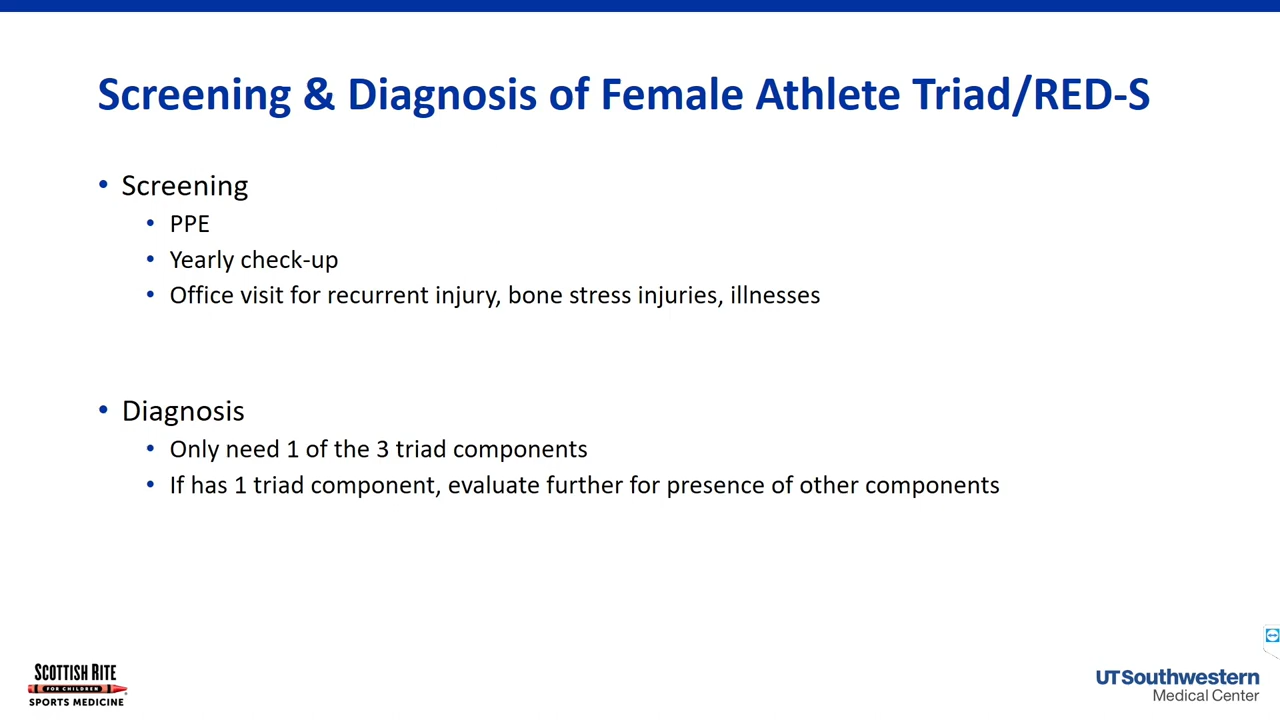 Screening & Diagnosis of Female Athlete Triad/RED-S
• Screening
• PPE
• Yearly check-up
• Office visit for recurrent injury, bone stress injuries, illnesses
• Diagnosis
• Only need 1 of the 3 triad components
• If has 1 triad component, evaluate further for presence of other components
SCOTTISH RITE
FOR CHILDREN
SPORTS MEDICINE
UTSouthwestern
Medical Center